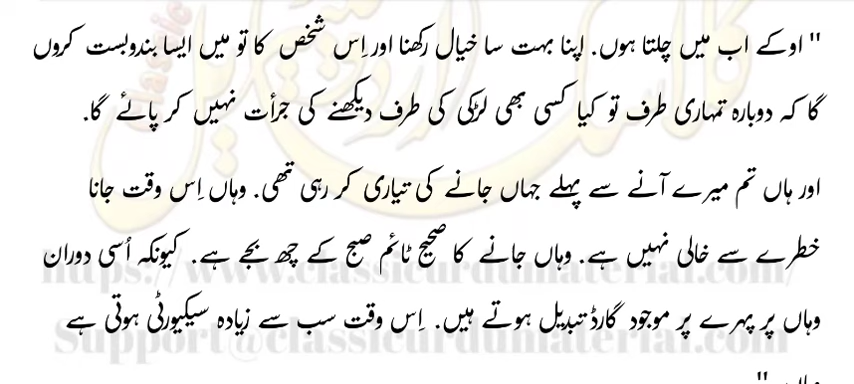 " اوکے اب میں چلتا ہوں. اپنا بہت سا خیال رکھنا اور اِس شخص کا تو میں ایسا بندوبست کروں
گا کہ دوبارہ تمہاری طرف تو کیا کسی بھی لڑکی کی طرف دیکھنے کی جرأت نہیں کر پائے گا.
اور ہاں تم میرے آنے سے پہلے جہاں جانے کی تیاری کر رہی تھی. وہاں اِس وقت جانا
خطرے سے خالی نہیں ہے. وہاں جانے کا صحیح ٹائم صبح کے چھ بجے ہے. کیونکہ اُسی دوران
https://www.classicurdumaterial.com/
وہاں پر پہرے پر موجود گارڈ تبدیل ہوتے ہیں. اِس وقت سب سے زیادہ سیکیورٹی ہوتی ہے
Support@classicurdumaterial.com
"